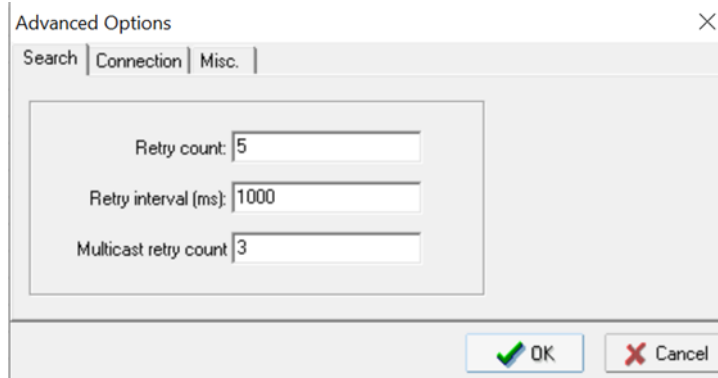 Advanced Options
Search Connection Misc.
Retry count: 5
Retry interval (ms): 1000
Multicast retry count 3
OK Cancel